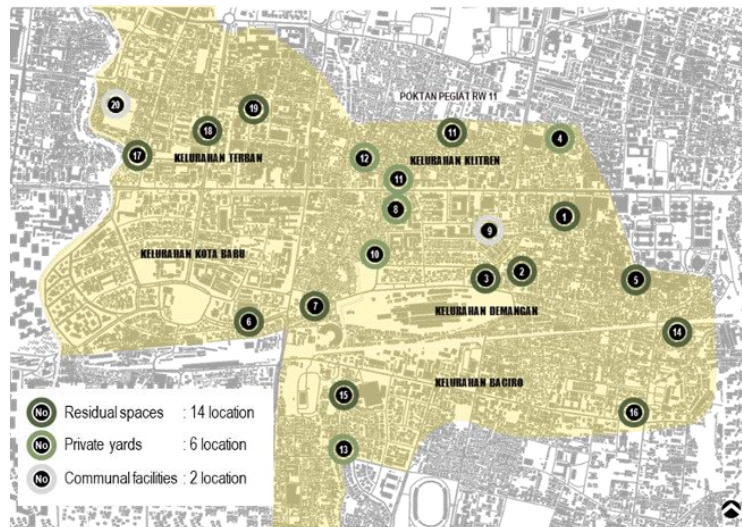 20
19
18
17
KELURAHAN TERBAN
POKTAN PEGIAT RW 11
11
4
12
KELURAHAN KLITREN
11
8
1
9
KELURAHAN KOTA BARU
10
3
2
5
7
6
KELURAHAN DEMANGAN
14
KELURAHAN BACIRO
15
16
13
No Residual spaces : 14 location
No Private yards : 6 location
No Communal facilities : 2 location